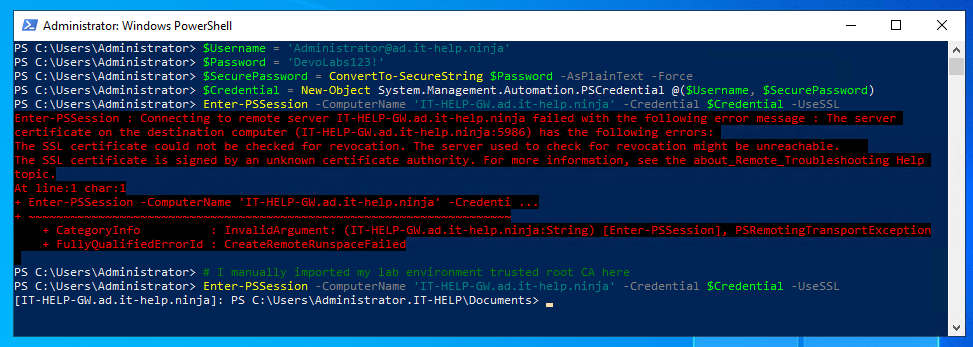 Administrator: Windows PowerShell
PS C:\Users\Administrator> $Username = 'Administrator@ad.it-help.ninja'
PS C:\Users\Administrator> $Password = 'DevoLabs123!'
PS C:\Users\Administrator> $SecurePassword = ConvertTo-SecureString $Password -AsPlainText -Force
PS C:\Users\Administrator> $Credential = New-Object System.Management.Automation.PSCredential @($Username, $SecurePassword)
PS C:\Users\Administrator> Enter-PSSession -ComputerName 'IT-HELP-GW.ad.it-help.ninja' -Credential $Credential -UseSSL
Enter-PSSession : Connecting to remote server IT-HELP-GW.ad.it-help.ninja failed with the following error message : The server
certificate on the destination computer (IT-HELP-GW.ad.it-help.ninja:5986) has the following errors:
The SSL certificate could not be checked for revocation. The server used to check for revocation might be unreachable.
The SSL certificate is signed by an unknown certificate authority. For more information, see the about_Remote_Troubleshooting Help
topic.
At line:1 char:1
+ Enter-PSSession -ComputerName 'IT-HELP-GW.ad.it-help.ninja' -Credenti ...
+ ~~~~~~~~~~~~~~~~~~~~~~~~~~~~~~~~~~~~~~~~~~~~~~~~~~~~~~~~~~~~~~~~~~~~~
+ CategoryInfo : InvalidArgument: (IT-HELP-GW.ad.it-help.ninja:String) [Enter-PSSession], PSRemotingTransportException
+ FullyQualifiedErrorId : CreateRemoteRunspaceFailed
PS C:\Users\Administrator> # I manually imported my lab environment trusted root CA here
PS C:\Users\Administrator> Enter-PSSession -ComputerName 'IT-HELP-GW.ad.it-help.ninja' -Credential $Credential -UseSSL
[IT-HELP-GW.ad.it-help.ninja]: PS C:\Users\Administrator.IT-HELP\Documents>